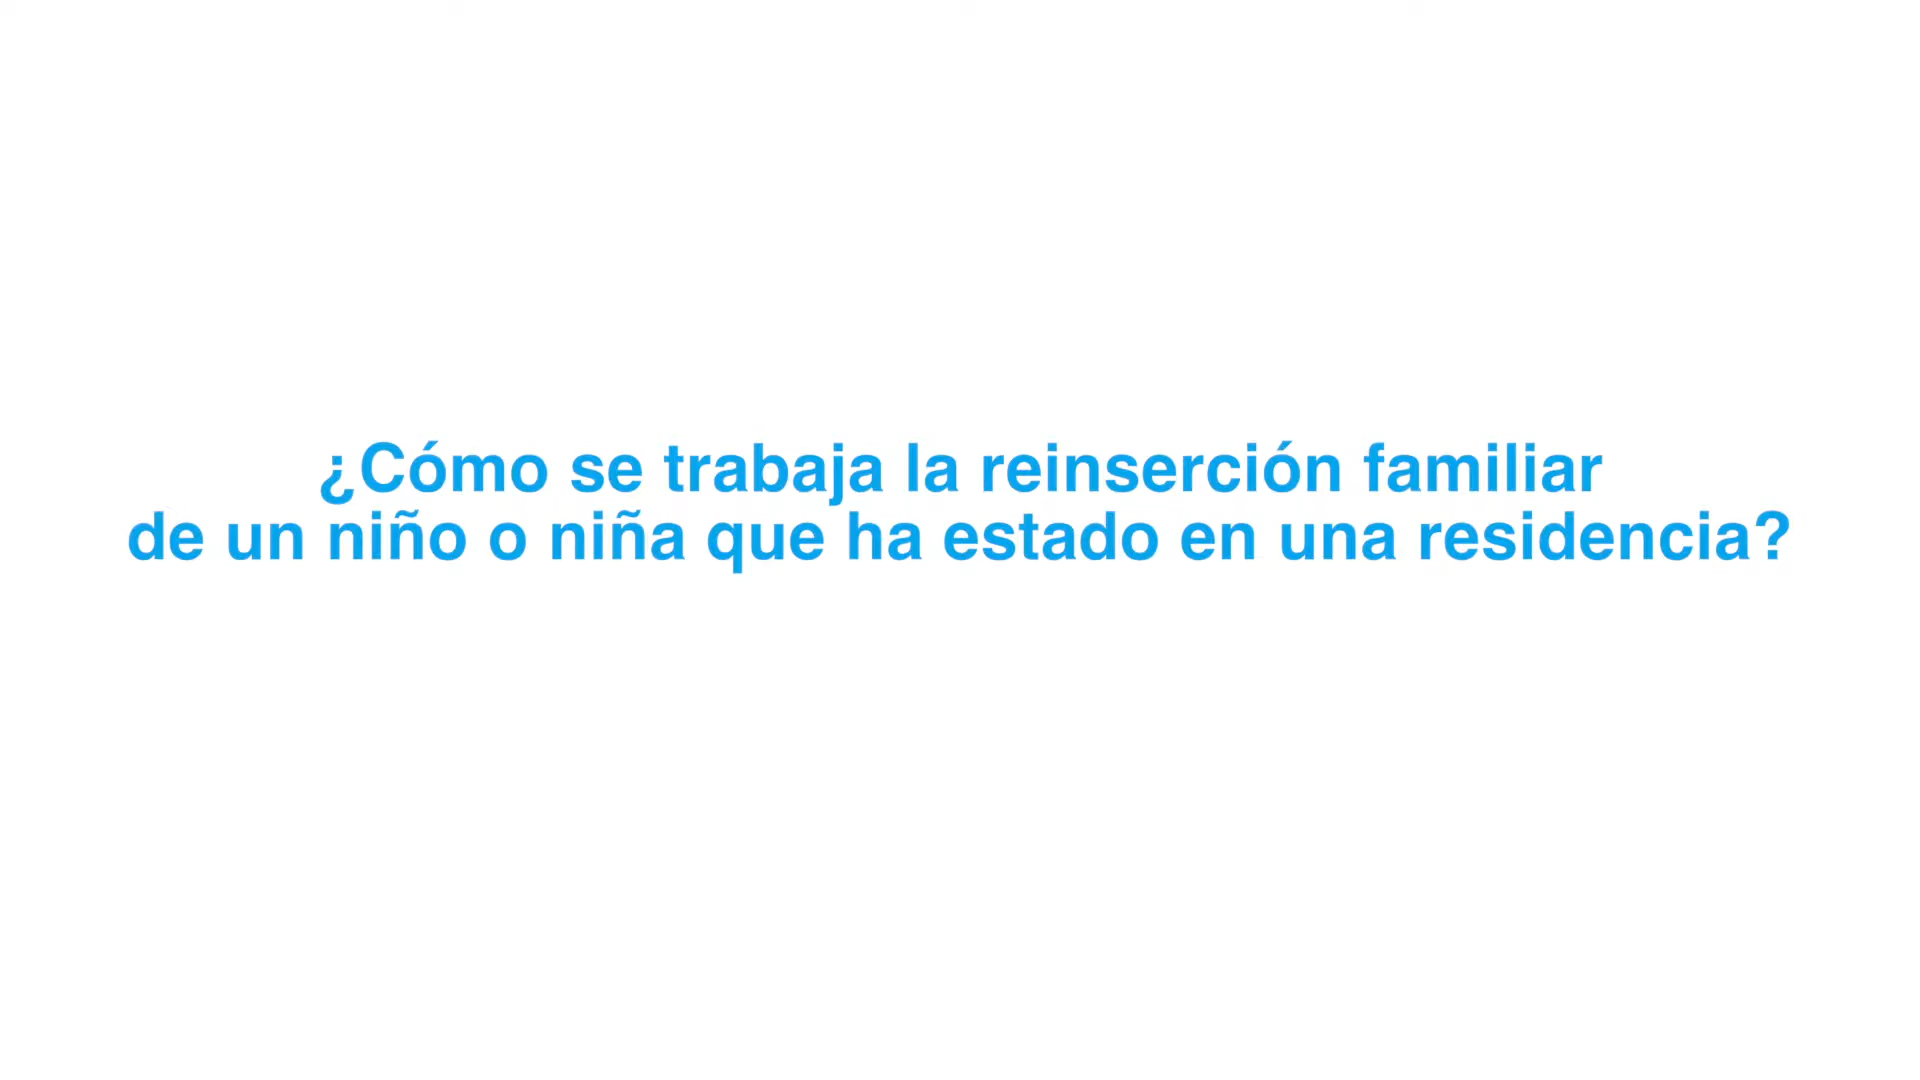 ¿Cómo se trabaja la reinserción familiar
de un niño o niña que ha estado en una residencia?